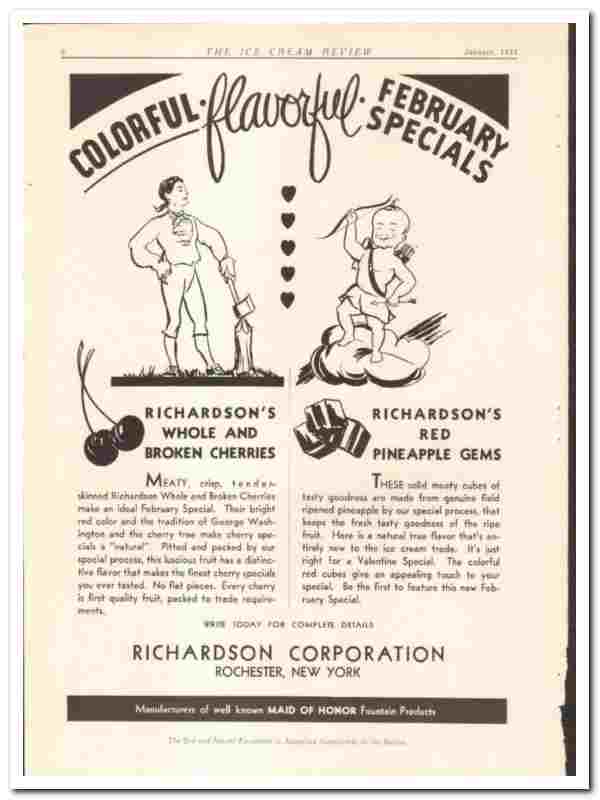 6 THE ICE CREAM REVIEW January, 1935
COLORFUL · flavorful · FEBRUARY SPECIALS
RICHARDSON'S
WHOLE AND
BROKEN CHERRIES
MEATY, crisp, tender-
skinned Richardson Whole and Broken Cherries
make an ideal February Special. Their bright
red color and the tradition of George Wash-
ington and the cherry tree make cherry spe-
cials a "natural". Pitted and packed by our
special process, this luscious fruit has a distinc-
tive flavor that makes the finest cherry specials
you ever tasted. No flat pieces. Every cherry
is first quality fruit, packed to trade require-
ments.
RICHARDSON'S
RED
PINEAPPLE GEMS
THESE solid meaty cubes of
tasty goodness are made from genuine field
ripened pineapple by our special process, that
keeps the fresh tasty goodness of the ripe
fruit. Here is a natural tree flavor that's en-
tirely new to the ice cream trade. It's just
right for a Valentine Special. The colorful
red cubes give an appealing touch to your
special. Be the first to feature this new Feb-
ruary Special.
WRITE TODAY FOR COMPLETE DETAILS
RICHARDSON CORPORATION
ROCHESTER, NEW YORK
Manufacturers of well known MAID OF HONOR Fountain Products